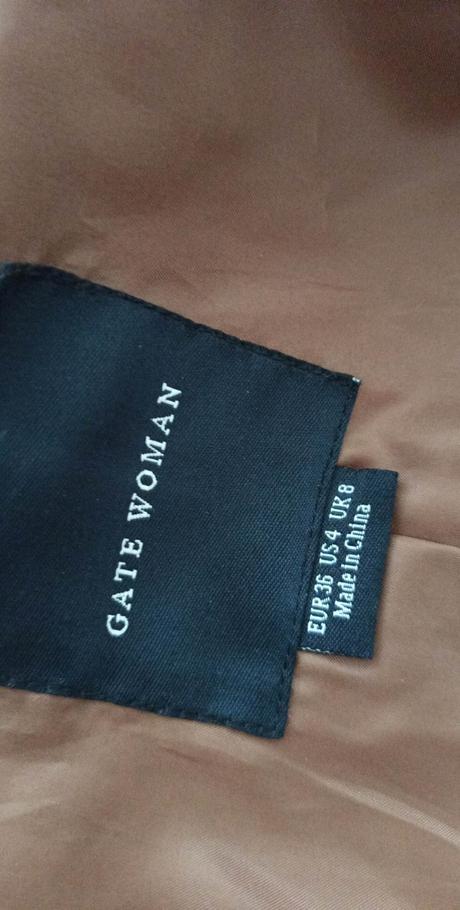 GATE WOMAN
EUR36 US4 UK8
Made in China